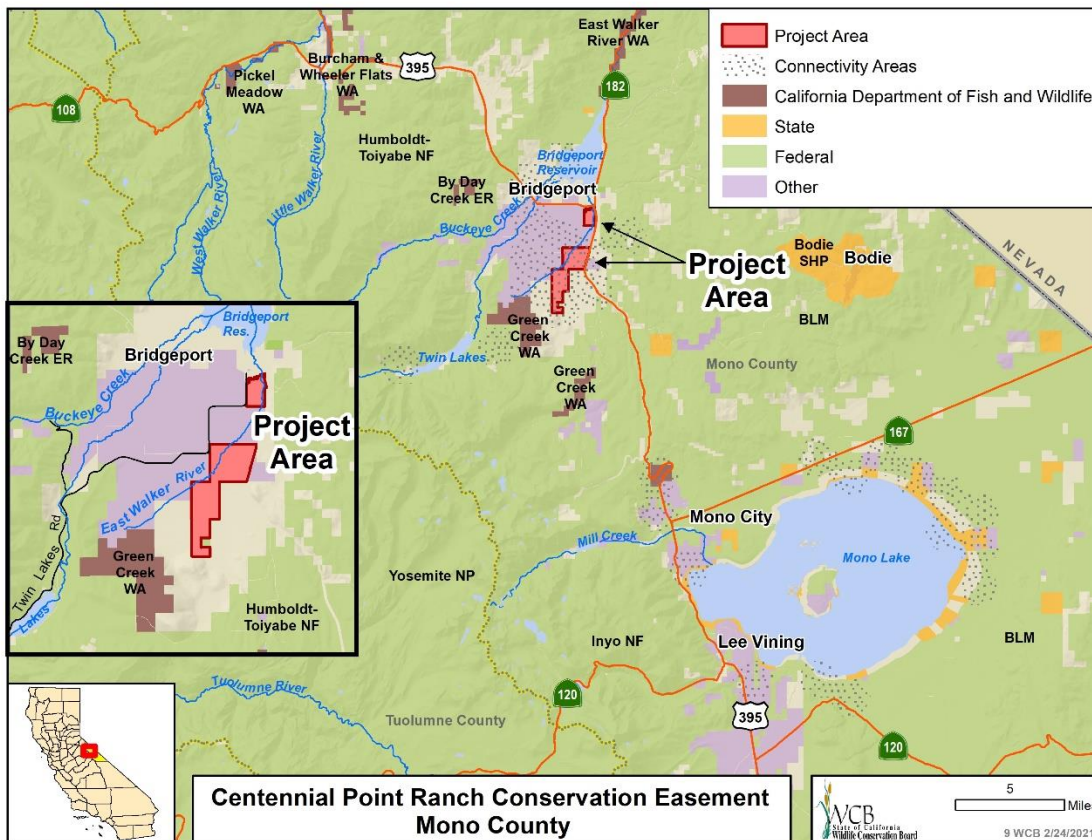 East Walker
River WA
Burcham &
Wheeler Flats
WA
395
Pickel
Meadow
WA
182
108
Humboldt-
Toiyabe NF
West Walker River
Little Walker River
By Day
Creek ER
Bridgeport
Reservoir
Bridgeport
Buckeye Creek
Project
Area
Green
Creek
WA
Twin Lakes
Green
Creek
WA
Bodie
SHP
Bodie
NEVADA
BLM
Mono County
167
Mono City
Mill Creek
Mono Lake
Yosemite NP
Inyo NF
Lee Vining
BLM
Tuolumne River
Tuolumne County
120
395
120
Project Area
Connectivity Areas
California Department of Fish and Wildlife
State
Federal
Other
By Day
Creek ER
Bridgeport
Res.
Bridgeport
Buckeye Creek
Project
Area
East Walker River
Twin Lakes Rd
Green
Creek
WA
Lakes
Humboldt-
Toiyabe NF
Centennial Point Ranch Conservation Easement
Mono County
WCB
State of California
Wildlife Conservation Board
5
Mile
9 WCB 2/24/202